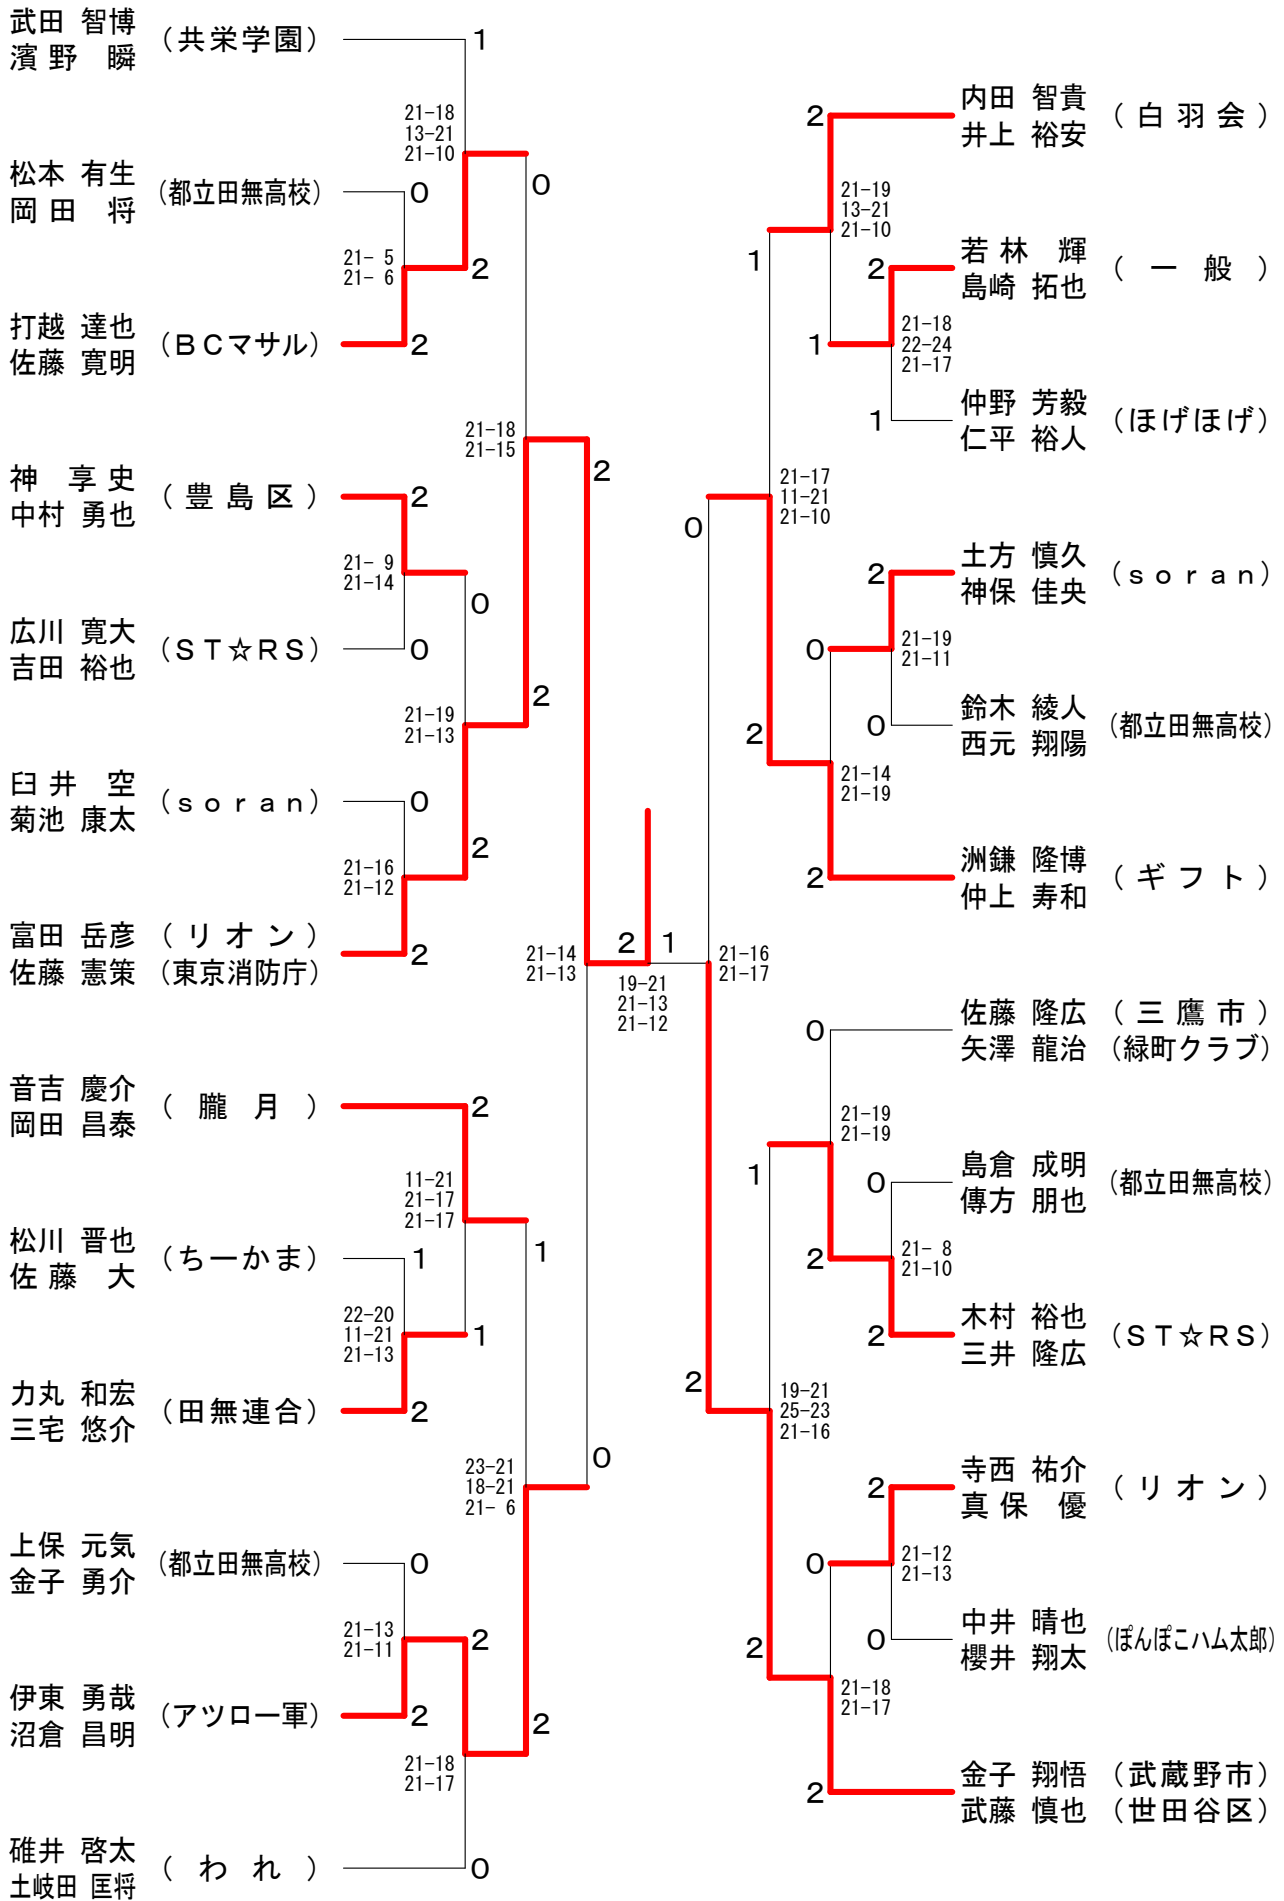 武田 智博
濱野 瞬
(共栄学園)
1
21-18
13-21
21-10
松本 有生
岡田 将
(都立田無高校)
0
0
21- 5
21- 6
2
打越 達也
佐藤 寛明
(BCマサル)
2
21-18
21-15
2
神 享史
中村 勇也
(豊島区)
2
21- 9
21-14
0
広川 寛大
吉田 裕也
(ST☆RS)
0
21-19
21-13
2
臼井 空
菊池 康太
(soran)
0
21-16
21-12
2
富田 岳彦
佐藤 憲策
(リオン)
(東京消防庁)
2
21-14
21-13
2
1
19-21
21-13
21-12
音吉 慶介
岡田 昌泰
(朧月)
2
11-21
21-17
21-17
1
松川 晋也
佐藤 大
(ちーかま)
1
22-20
11-21
21-13
1
力丸 和宏
三宅 悠介
(田無連合)
2
23-21
18-21
21- 6
0
上保 元気
金子 勇介
(都立田無高校)
0
21-13
21-11
2
伊東 勇哉
沼倉 昌明
(アツロー軍)
2
2
21-18
21-17
碓井 啓太
土岐田 匡将
(われ)
0
内田 智貴
井上 裕安
(白羽会)
2
21-19
13-21
21-10
1
若林 輝
島崎 拓也
(一般)
2
21-18
22-24
21-17
1
仲野 芳毅
仁平 裕人
(ほげほげ)
1
21-17
11-21
21-10
0
土方 慎久
神保 佳央
(soran)
2
21-19
21-11
0
鈴木 綾人
西元 翔陽
(都立田無高校)
0
2
21-14
21-19
洲鎌 隆博
仲上 寿和
(ギフト)
2
21-16
21-17
佐藤 隆広
矢澤 龍治
(三鷹市)
(緑町クラブ)
0
21-19
21-19
1
島倉 成明
傳方 朋也
(都立田無高校)
0
21- 8
21-10
2
木村 裕也
三井 隆広
(ST☆RS)
2
2
19-21
25-23
21-16
寺西 祐介
真保 優
(リオン)
2
21-12
21-13
0
中井 晴也
櫻井 翔太
(ぽんぽこハム太郎)
0
2
21-18
21-17
金子 翔悟
武藤 慎也
(武蔵野市)
(世田谷区)
2